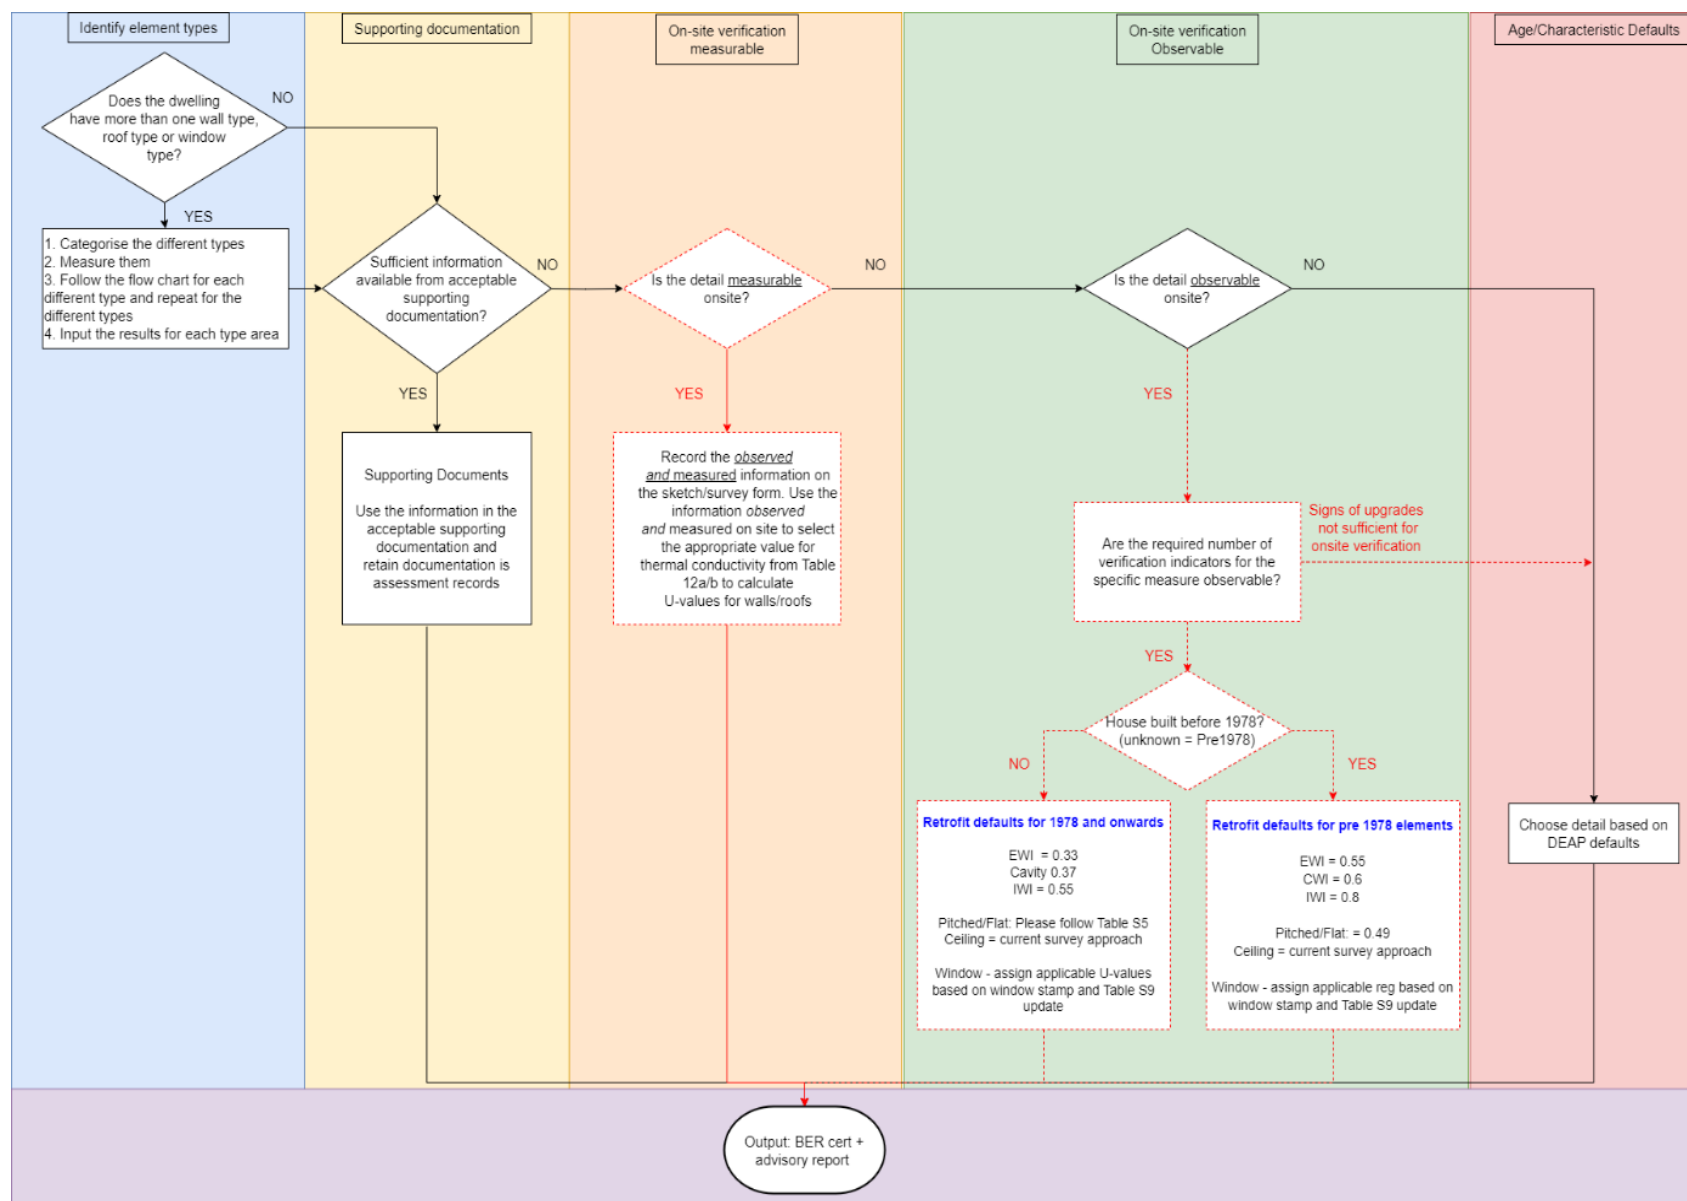 Identify element types
Supporting documentation
On-site verification
measurable
On-site verification
Observable
Age/Characteristic Defaults
Does the dwelling
have more than one wall type,
roof type or window
type?
NO
YES
1. Categorise the different types
2. Measure them
3. Follow the flow chart for each
different type and repeat for the
different types
4. Input the results for each type area
Sufficient information
available from acceptable
supporting
documentation?
NO
YES
Supporting Documents
Use the information in the
acceptable supporting
documentation and
retain documentation is
assessment records
Is the detail measurable
onsite?
NO
YES
Record the observed
and measured information on
the sketch/survey form. Use the
information observed
and measured on site to select
the appropriate value for
thermal conductivity from Table
12a/b to calculate
U-values for walls/roofs
Is the detail observable
onsite?
NO
YES
Are the required number of
verification indicators for the
specific measure observable?
Signs of upgrades
not sufficient for
onsite verification
YES
House built before 1978?
(unknown = Pre1978)
NO
YES
Retrofit defaults for 1978 and onwards
EWI = 0.33
Cavity 0.37
IWI = 0.55
Pitched/Flat: Please follow Table S5
Ceiling = current survey approach
Window - assign applicable U-values
based on window stamp and Table S9
update
Retrofit defaults for pre 1978 elements
EWI = 0.55
CWI = 0.6
IWI = 0.8
Pitched/Flat: = 0.49
Ceiling = current survey approach
Window - assign applicable reg based on
window stamp and Table S9 update
Choose detail based on
DEAP defaults
Output: BER cert +
advisory report